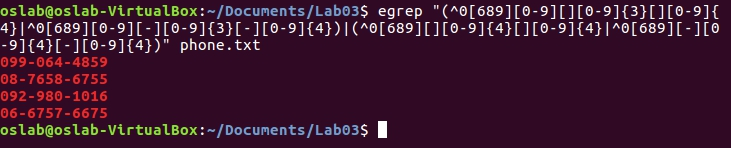 oslab@oslab-VirtualBox:~/Documents/Lab03$ egrep "(^0[689][0-9][][0-9]{3}[][0-9]{
4}|^0[689][0-9][-][0-9]{3}[-][0-9]{4})|(^0[689][][0-9]{4}[][0-9]{4}|^0[689][-][0
-9]{4}[-][0-9]{4})" phone.txt
099-064-4859
08-7658-6755
092-980-1016
06-6757-6675
oslab@oslab-VirtualBox:~/Documents/Lab03$